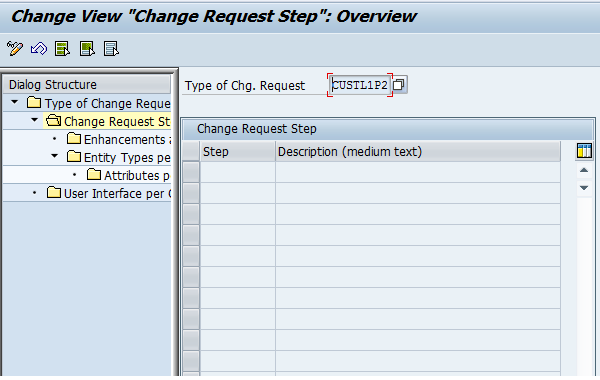 Change View "Change Request Step": Overview
Dialog Structure
Type of Change Reque
Change Request St
Enhancements a
Entity Types pe
Attributes p
User Interface per C
Type of Chg. Request CUSTL1P2
Change Request Step
Step Description (medium text)